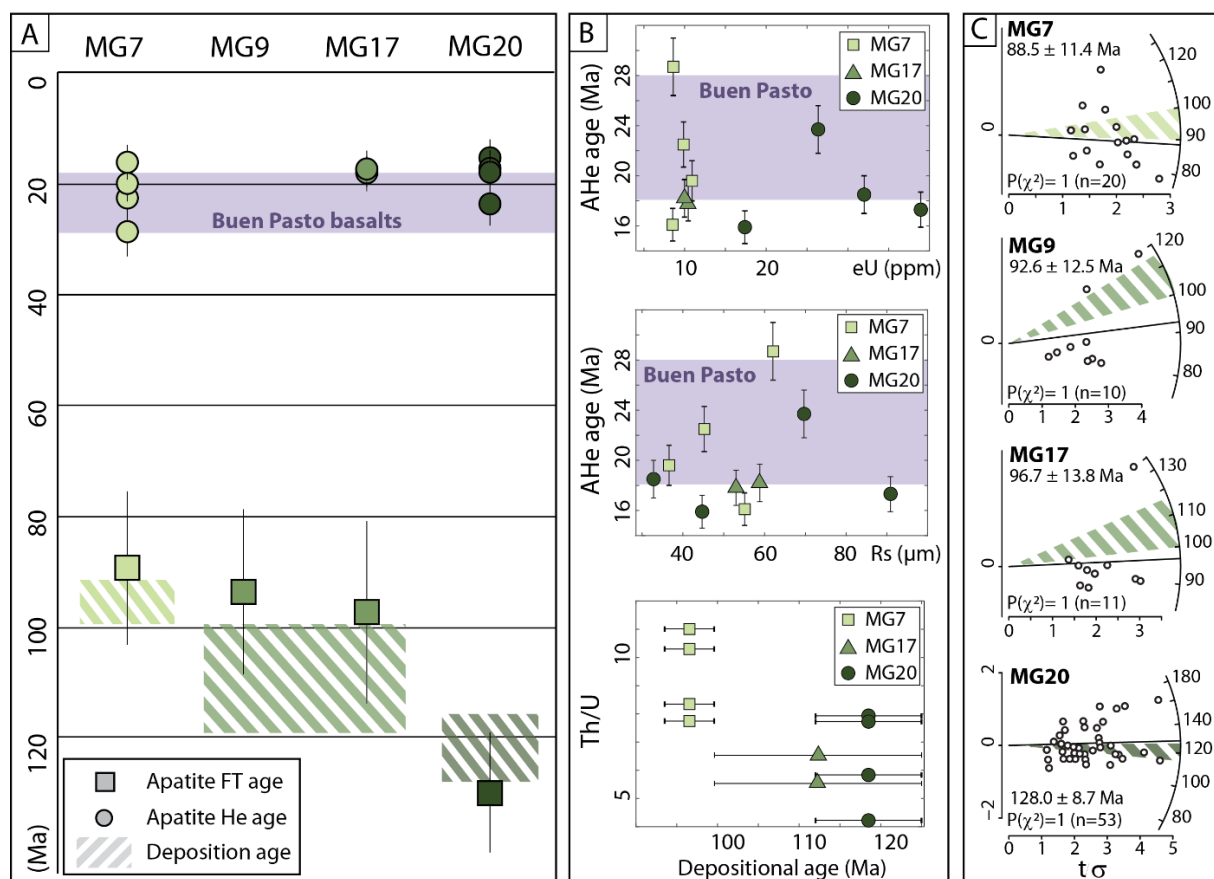 A
MG7 MG9 MG17 MG20
0
20
Buen Pasto basalts
40
60
80
100
120
(Ma)
Apatite FT age
Apatite He age
Deposition age
B
AHe age (Ma)
28
24
20
16
Buen Pasto
MG7
MG17
MG20
10 20 eU (ppm)
AHe age (Ma)
28
24
20
16
Buen Pasto
MG7
MG17
MG20
40 60 Rs (µm) 80
Th/U
10
5
MG7
MG17
MG20
100 110 120
Depositional age (Ma)
C
MG7
88.5 ± 11.4 Ma
120
100
90
80
0
P(χ²)= 1 (n=20)
0 1 2 3
MG9
92.6 ± 12.5 Ma
120
100
90
80
0
P(χ²)= 1 (n=10)
0 1 2 3 4
MG17
96.7 ± 13.8 Ma
130
110
100
90
0
P(χ²)= 1 (n=11)
0 1 2 3
MG20
2
0
-2
180
140
120
100
80
128.0 ± 8.7 Ma
P(χ²)=1 (n=53)
0 1 2 3 4 5
t σ